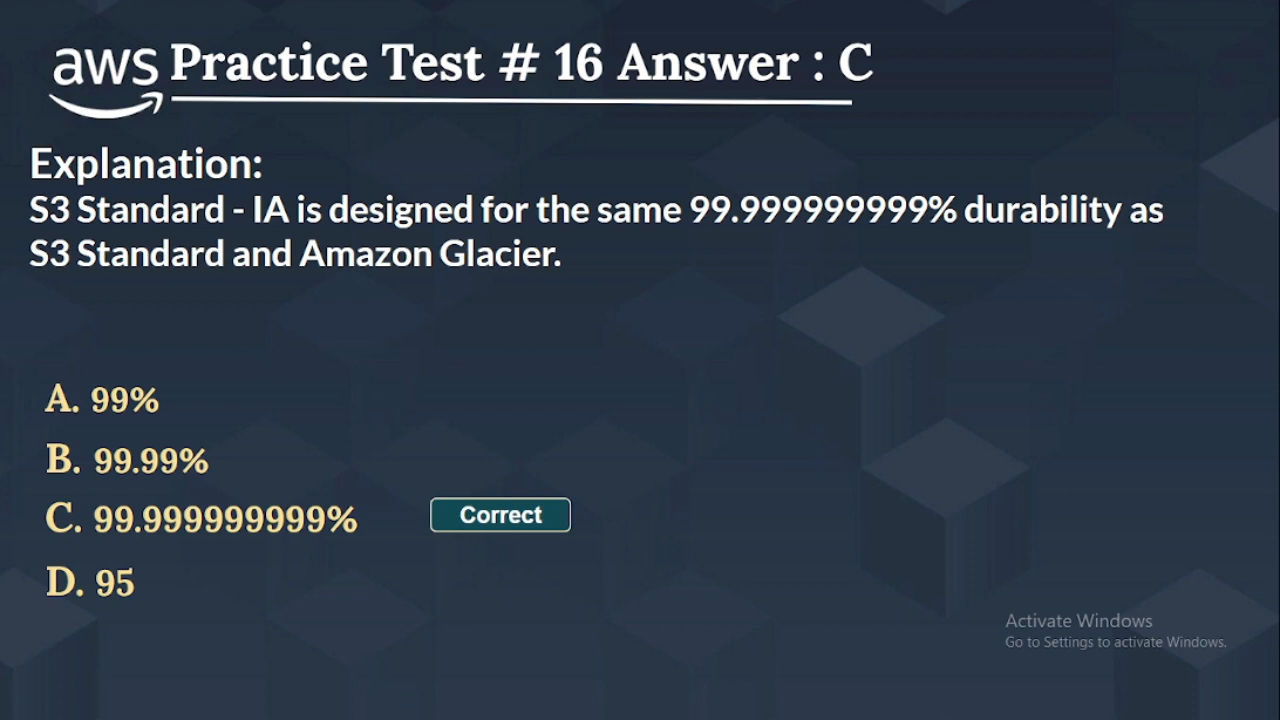 aws Practice Test # 16 Answer : C
Explanation:
S3 Standard - IA is designed for the same 99.999999999% durability as
S3 Standard and Amazon Glacier.
A. 99%
B. 99.99%
C. 99.999999999% Correct
D. 95
Activate Windows
Go to Settings to activate Windows.